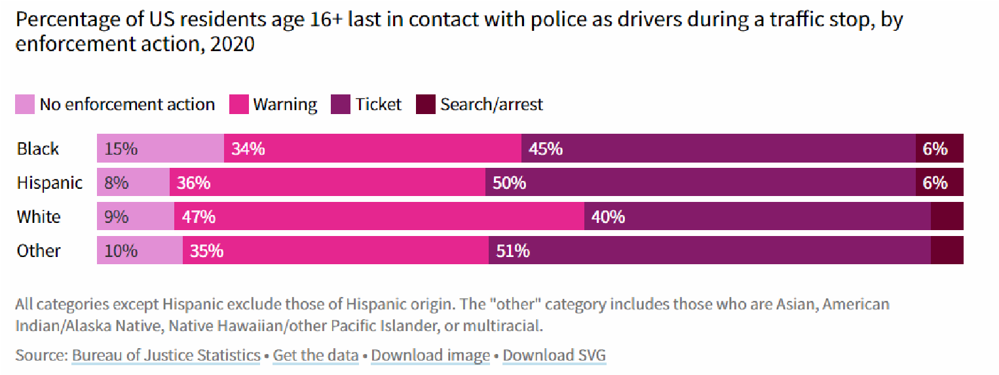 Percentage of US residents age 16+ last in contact with police as drivers during a traffic stop, by
enforcement action, 2020
No enforcement action Warning Ticket Search/arrest
Black 15% 34% 45% 6%
Hispanic 8% 36% 50% 6%
White 9% 47% 40%
Other 10% 35% 51%
All categories except Hispanic exclude those of Hispanic origin. The "other" category includes those who are Asian, American
Indian/Alaska Native, Native Hawaiian/other Pacific Islander, or multiracial.
Source: Bureau of Justice Statistics • Get the data • Download image • Download SVG